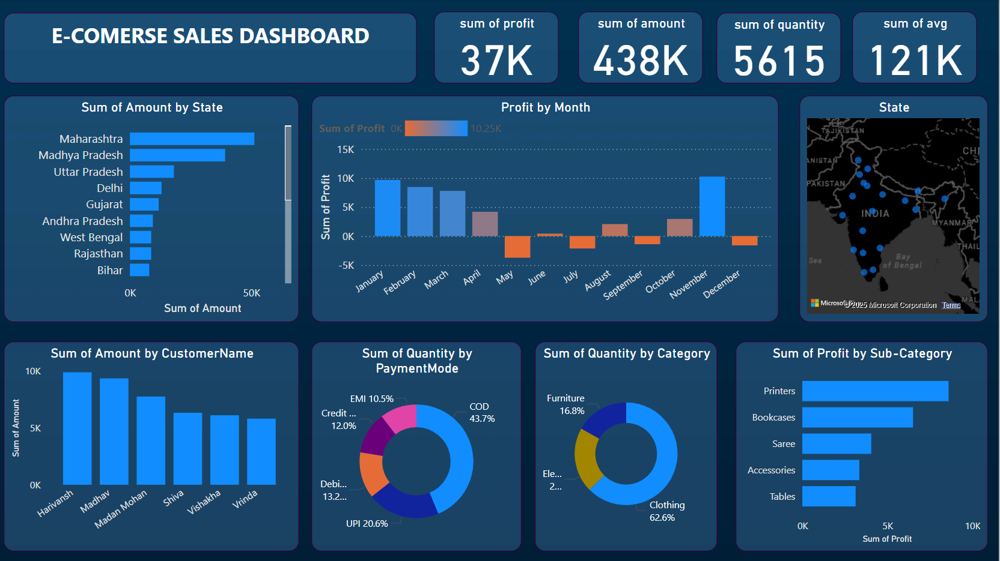 E-COMERSE SALES DASHBOARD
sum of profit
37K
sum of amount
438K
sum of quantity
5615
sum of avg
121K
Sum of Amount by State
Maharashtra
Madhya Pradesh
Uttar Pradesh
Delhi
Gujarat
Andhra Pradesh
West Bengal
Rajasthan
Bihar
0K 50K
Sum of Amount
Profit by Month
Sum of Profit 0K 10.25K
Sum of Profit
15K
10K
5K
0K
-5K
January February March April May June July August September October November December
State
TAJIKISTAN
CHI
ANISTAN
PAKISTAN
INDIA
MYANMAR
THAIL
Bay
of Bengal
Sea
MAL
Microsoft Bing
©2025 Microsoft Corporation Terms
Sum of Amount by CustomerName
Sum of Amount
10K
5K
0K
Harivansh Madhav Madan Mohan Shiva Vishakha Vrinda
Sum of Quantity by
PaymentMode
EMI 10.5%
COD
43.7%
Credit ...
12.0%
Debi...
13.2...
UPI 20.6%
Sum of Quantity by Category
Furniture
16.8%
Ele...
2...
Clothing
62.6%
Sum of Profit by Sub-Category
Printers
Bookcases
Saree
Accessories
Tables
0K 5K 10K
Sum of Profit